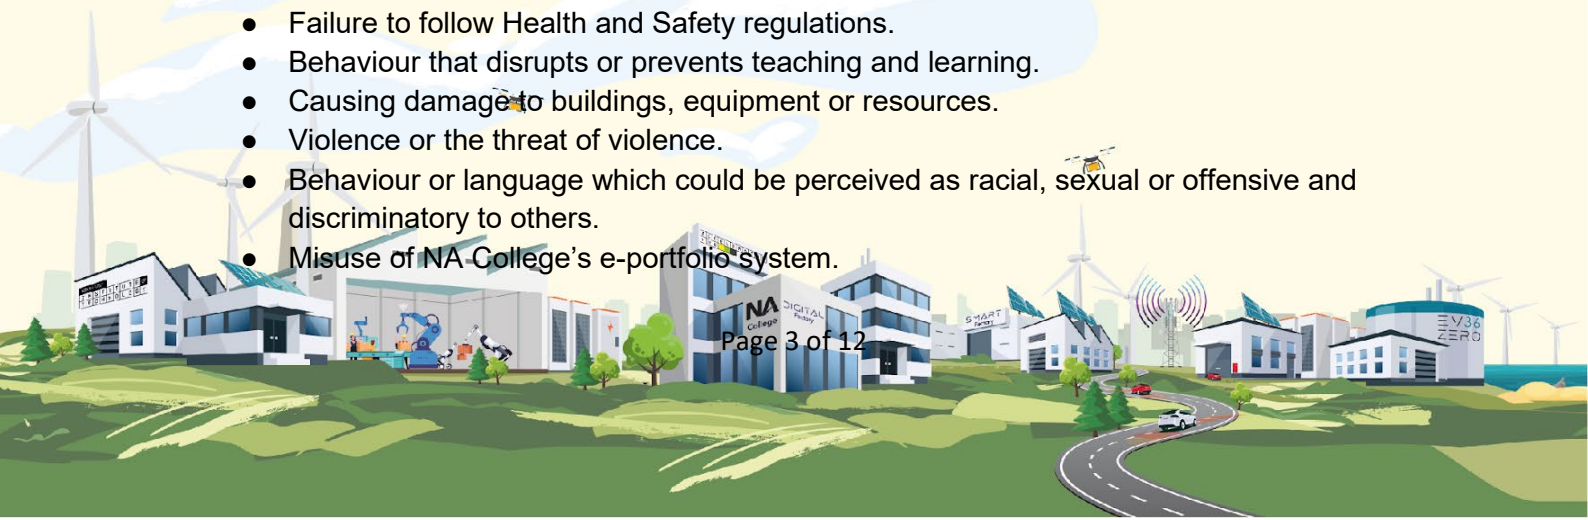 ● Failure to follow Health and Safety regulations.
● Behaviour that disrupts or prevents teaching and learning.
● Causing damage to buildings, equipment or resources.
● Violence or the threat of violence.
● Behaviour or language which could be perceived as racial, sexual or offensive and
discriminatory to others.
● Misuse of NA College’s e-portfolio system.
NA
College
DIGITAL
Factory
SMART
Factory
EV36
ZERO
Page 3 of 12